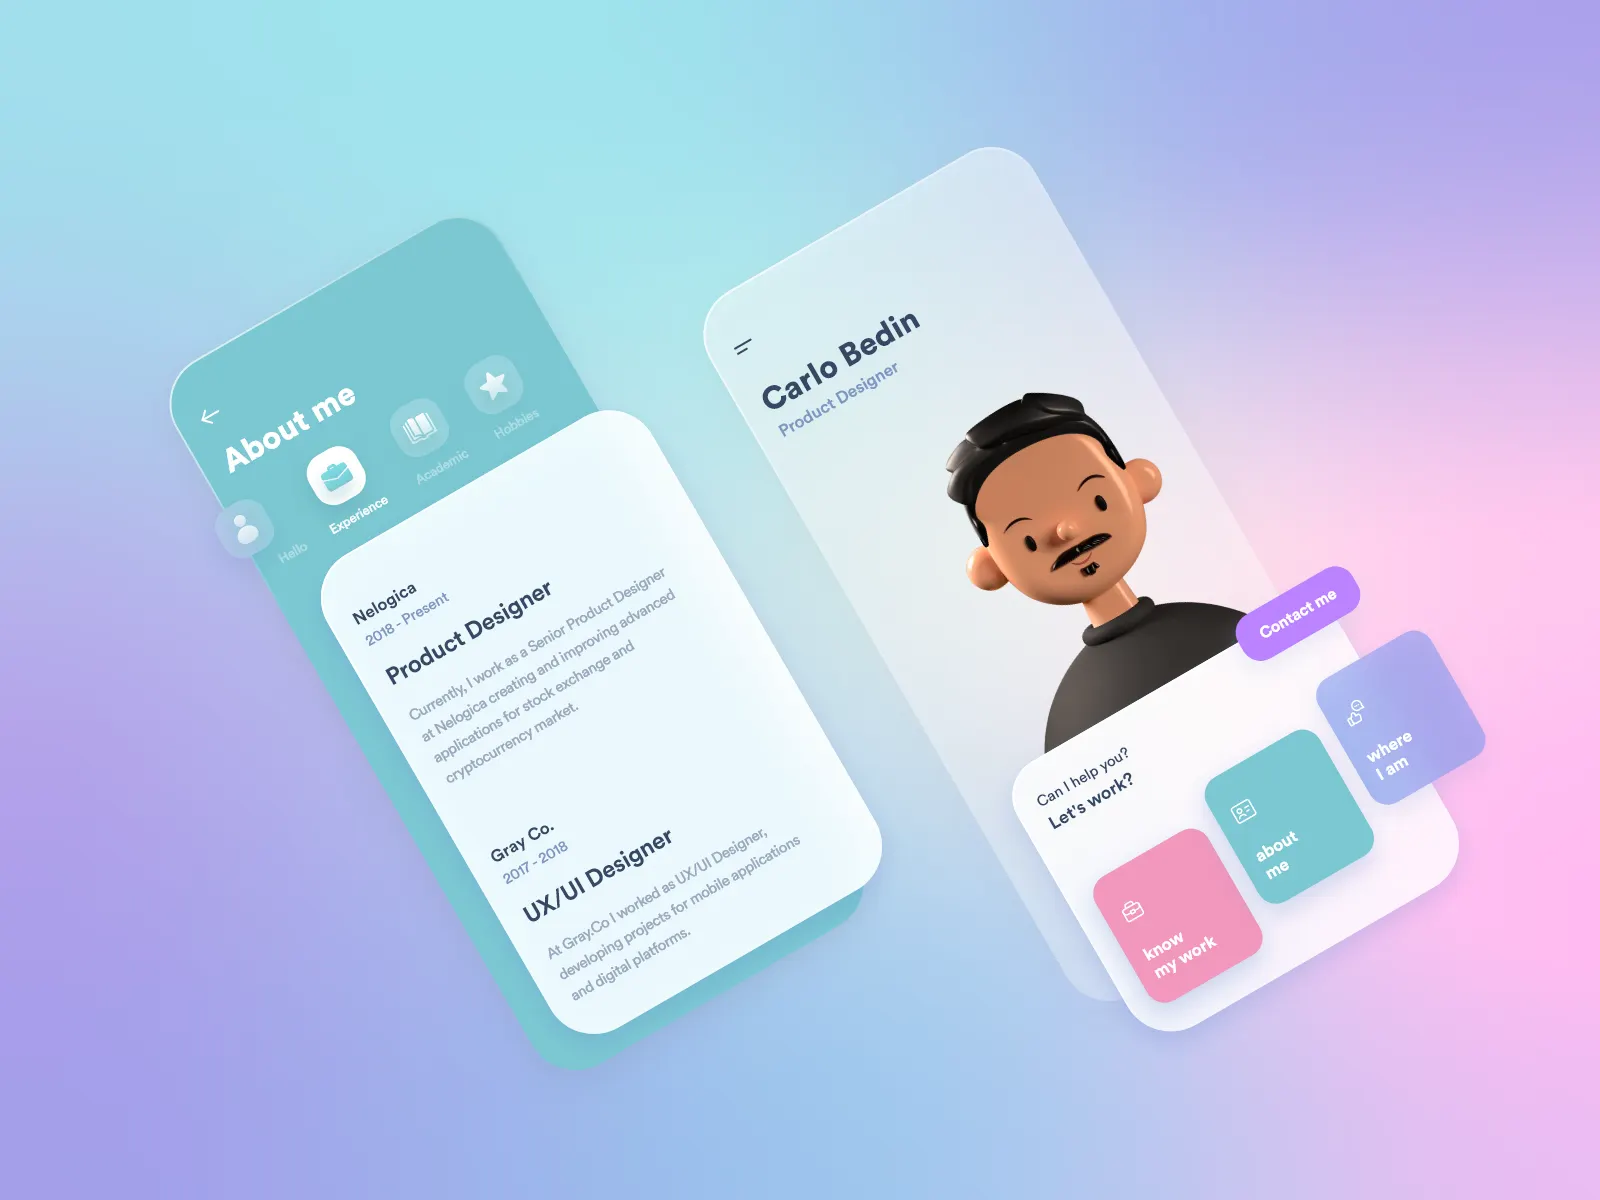 About me
Hello
Experience
Academic
Hobbies
Nelogica
2018 - Present
Product Designer
Currently, I work as a Senior Product Designer
at Nelogica creating and improving advanced
applications for stock exchange and
cryptocurrency market.
Gray Co.
2017 - 2018
UX/UI Designer
At Gray.Co I worked as UX/UI Designer,
developing projects for mobile applications
and digital platforms.
Carlo Bedin
Product Designer
Contact me
Can I help you?
Let's work?
know
my work
about
me
where
I am